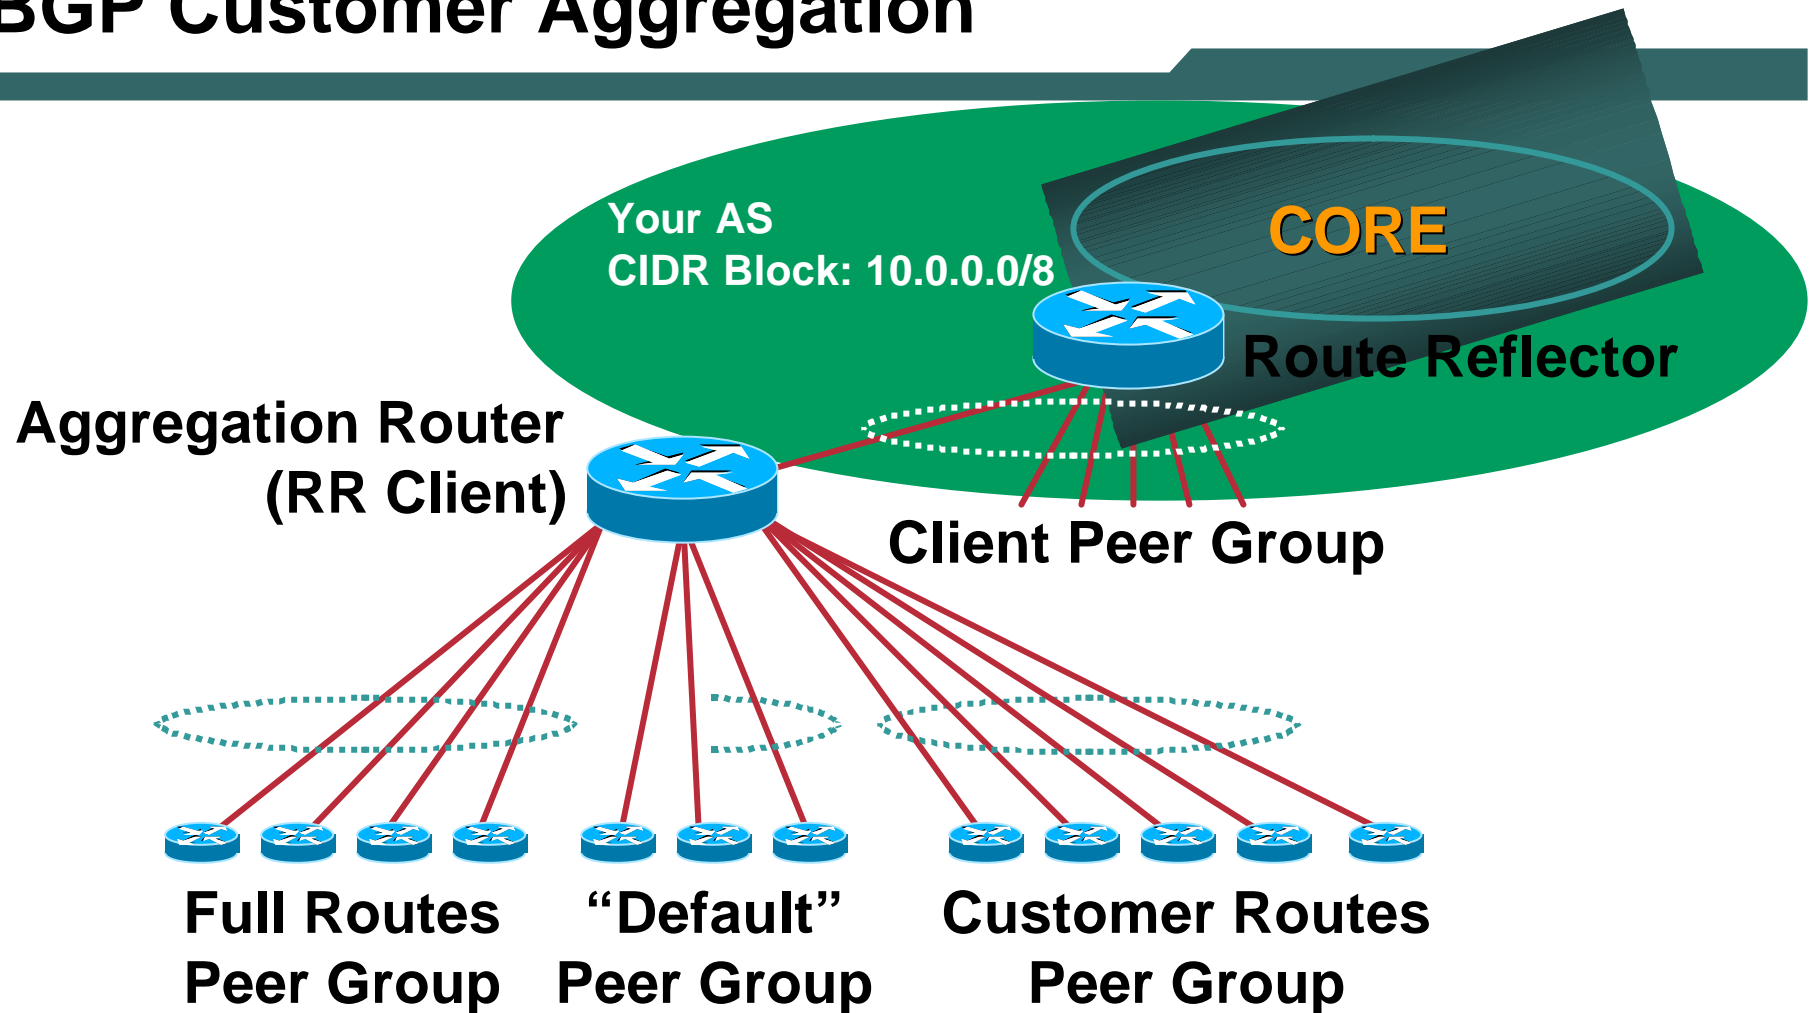 BGP Customer Aggregation
Your AS
CIDR Block: 10.0.0.0/8
CORE
Route Reflector
Aggregation Router
(RR Client)
Client Peer Group
Full Routes
Peer Group
“Default”
Peer Group
Customer Routes
Peer Group